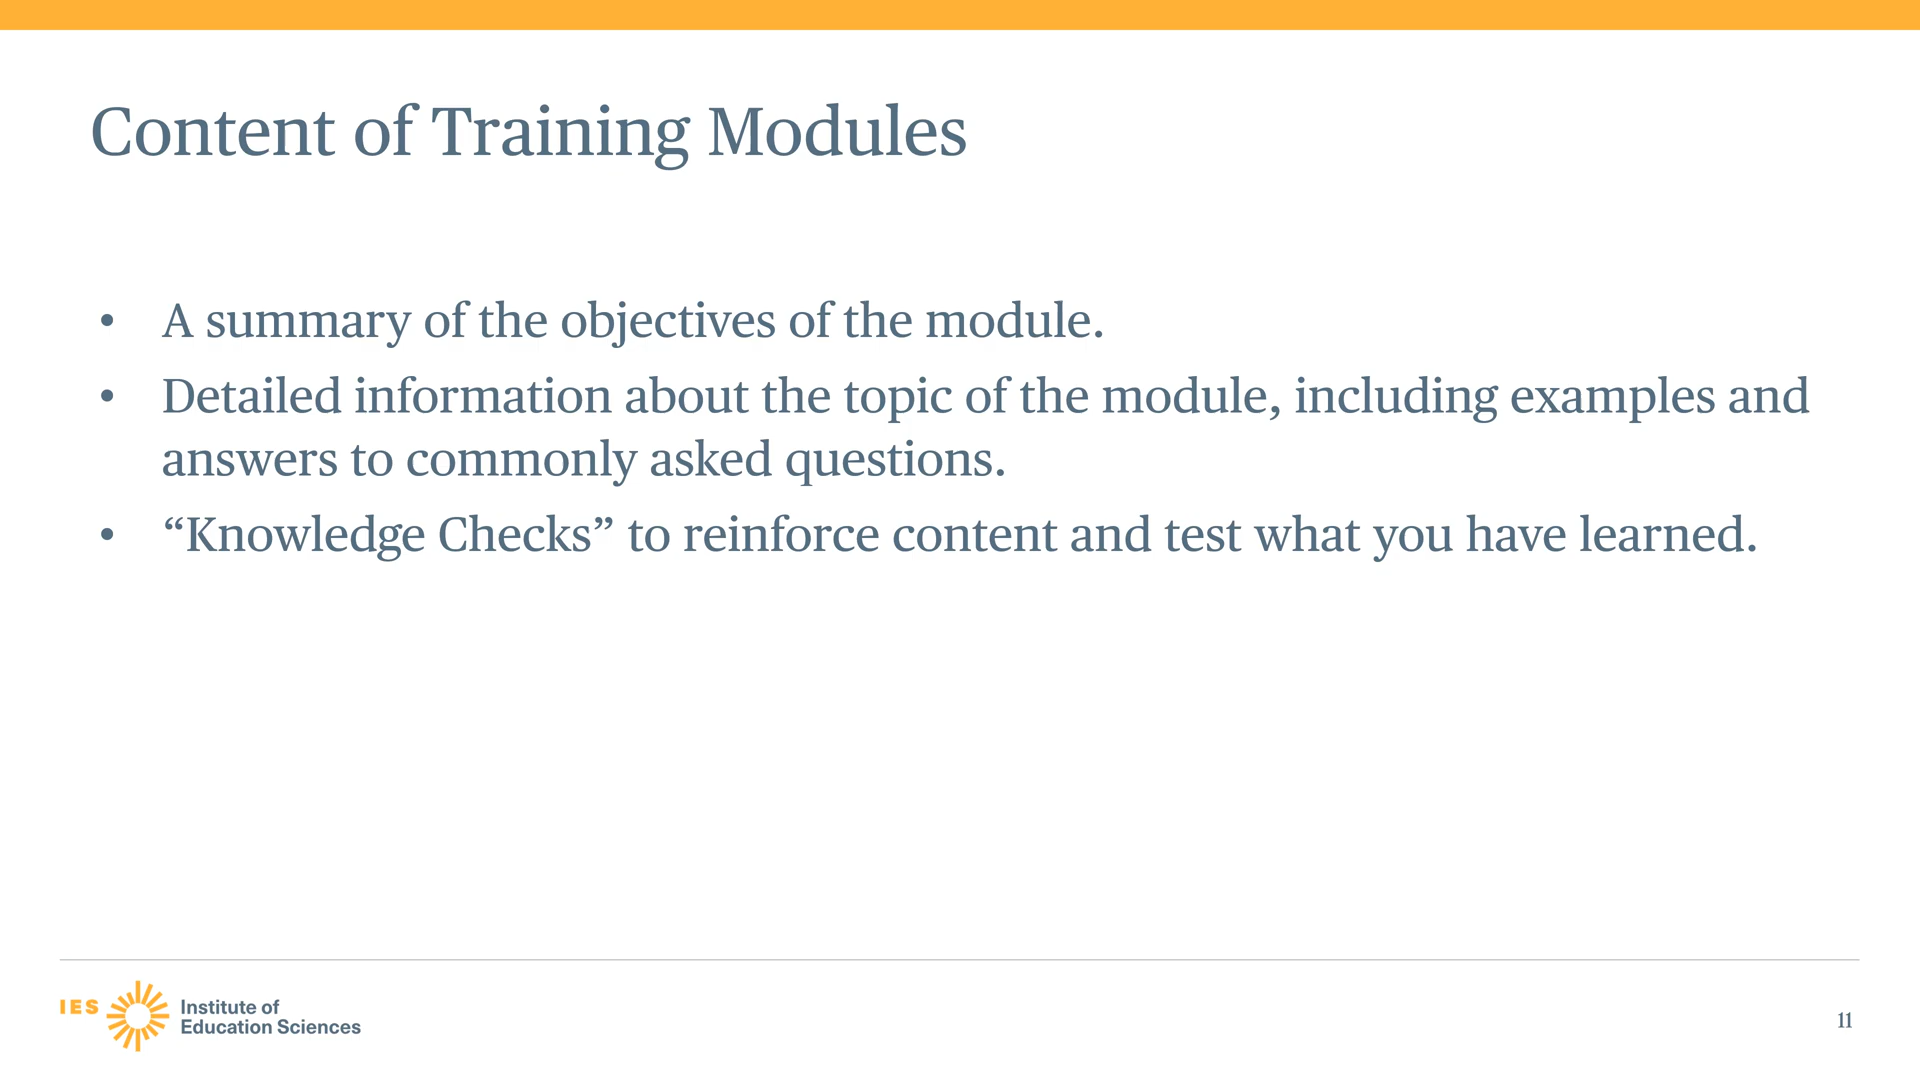 Content of Training Modules
• A summary of the objectives of the module.
• Detailed information about the topic of the module, including examples and
answers to commonly asked questions.
• “Knowledge Checks” to reinforce content and test what you have learned.
IES
Institute of
Education Sciences
11